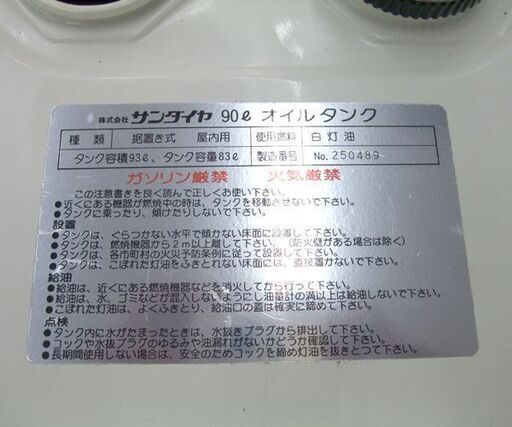 株式会社 サンダイヤ 90ℓ オイルタンク
種類 据置き式 屋内用 使用燃料 白灯油
タンク容積93ℓ、タンク容量83ℓ 製造番号 No.250489
ガソリン厳禁 火気厳禁
この注意書きを良く読んで正しくお使い下さい。
●近くにある機器が燃焼中の時は、タンクを移動させないで下さい。
●タンクに乗ったり、傾けたりしないで下さい。
設置
●タンクは、ぐらつかない水平で傾かない床面に設置して下さい。
●タンクは、燃焼機器から2m以上離して下さい。(防火壁がある場合は除く)
●タンクは、各市町村の火災予防条例に従って設置して下さい。
●タンクは、こぼれた灯油をふきとれない床面には、直接置かないで下さい。
給油
●給油は、近くにある燃焼機器などを消火してから行って下さい。
●給油は、水、ゴミなどが混入しないようにし油量計の満以上は給油しないで下さい。
●こぼれた灯油は、よくふきとり、給油口の蓋は確実に締めて下さい。
点検
●タンク内に水がたまったときは、水抜きプラグから排出して下さい。
●コックや水抜プラグのゆるみや油漏れがないかどうか確認して下さい。
●長期間使用しない場合は、安全のためコックを締め灯油を抜きとって下さい。